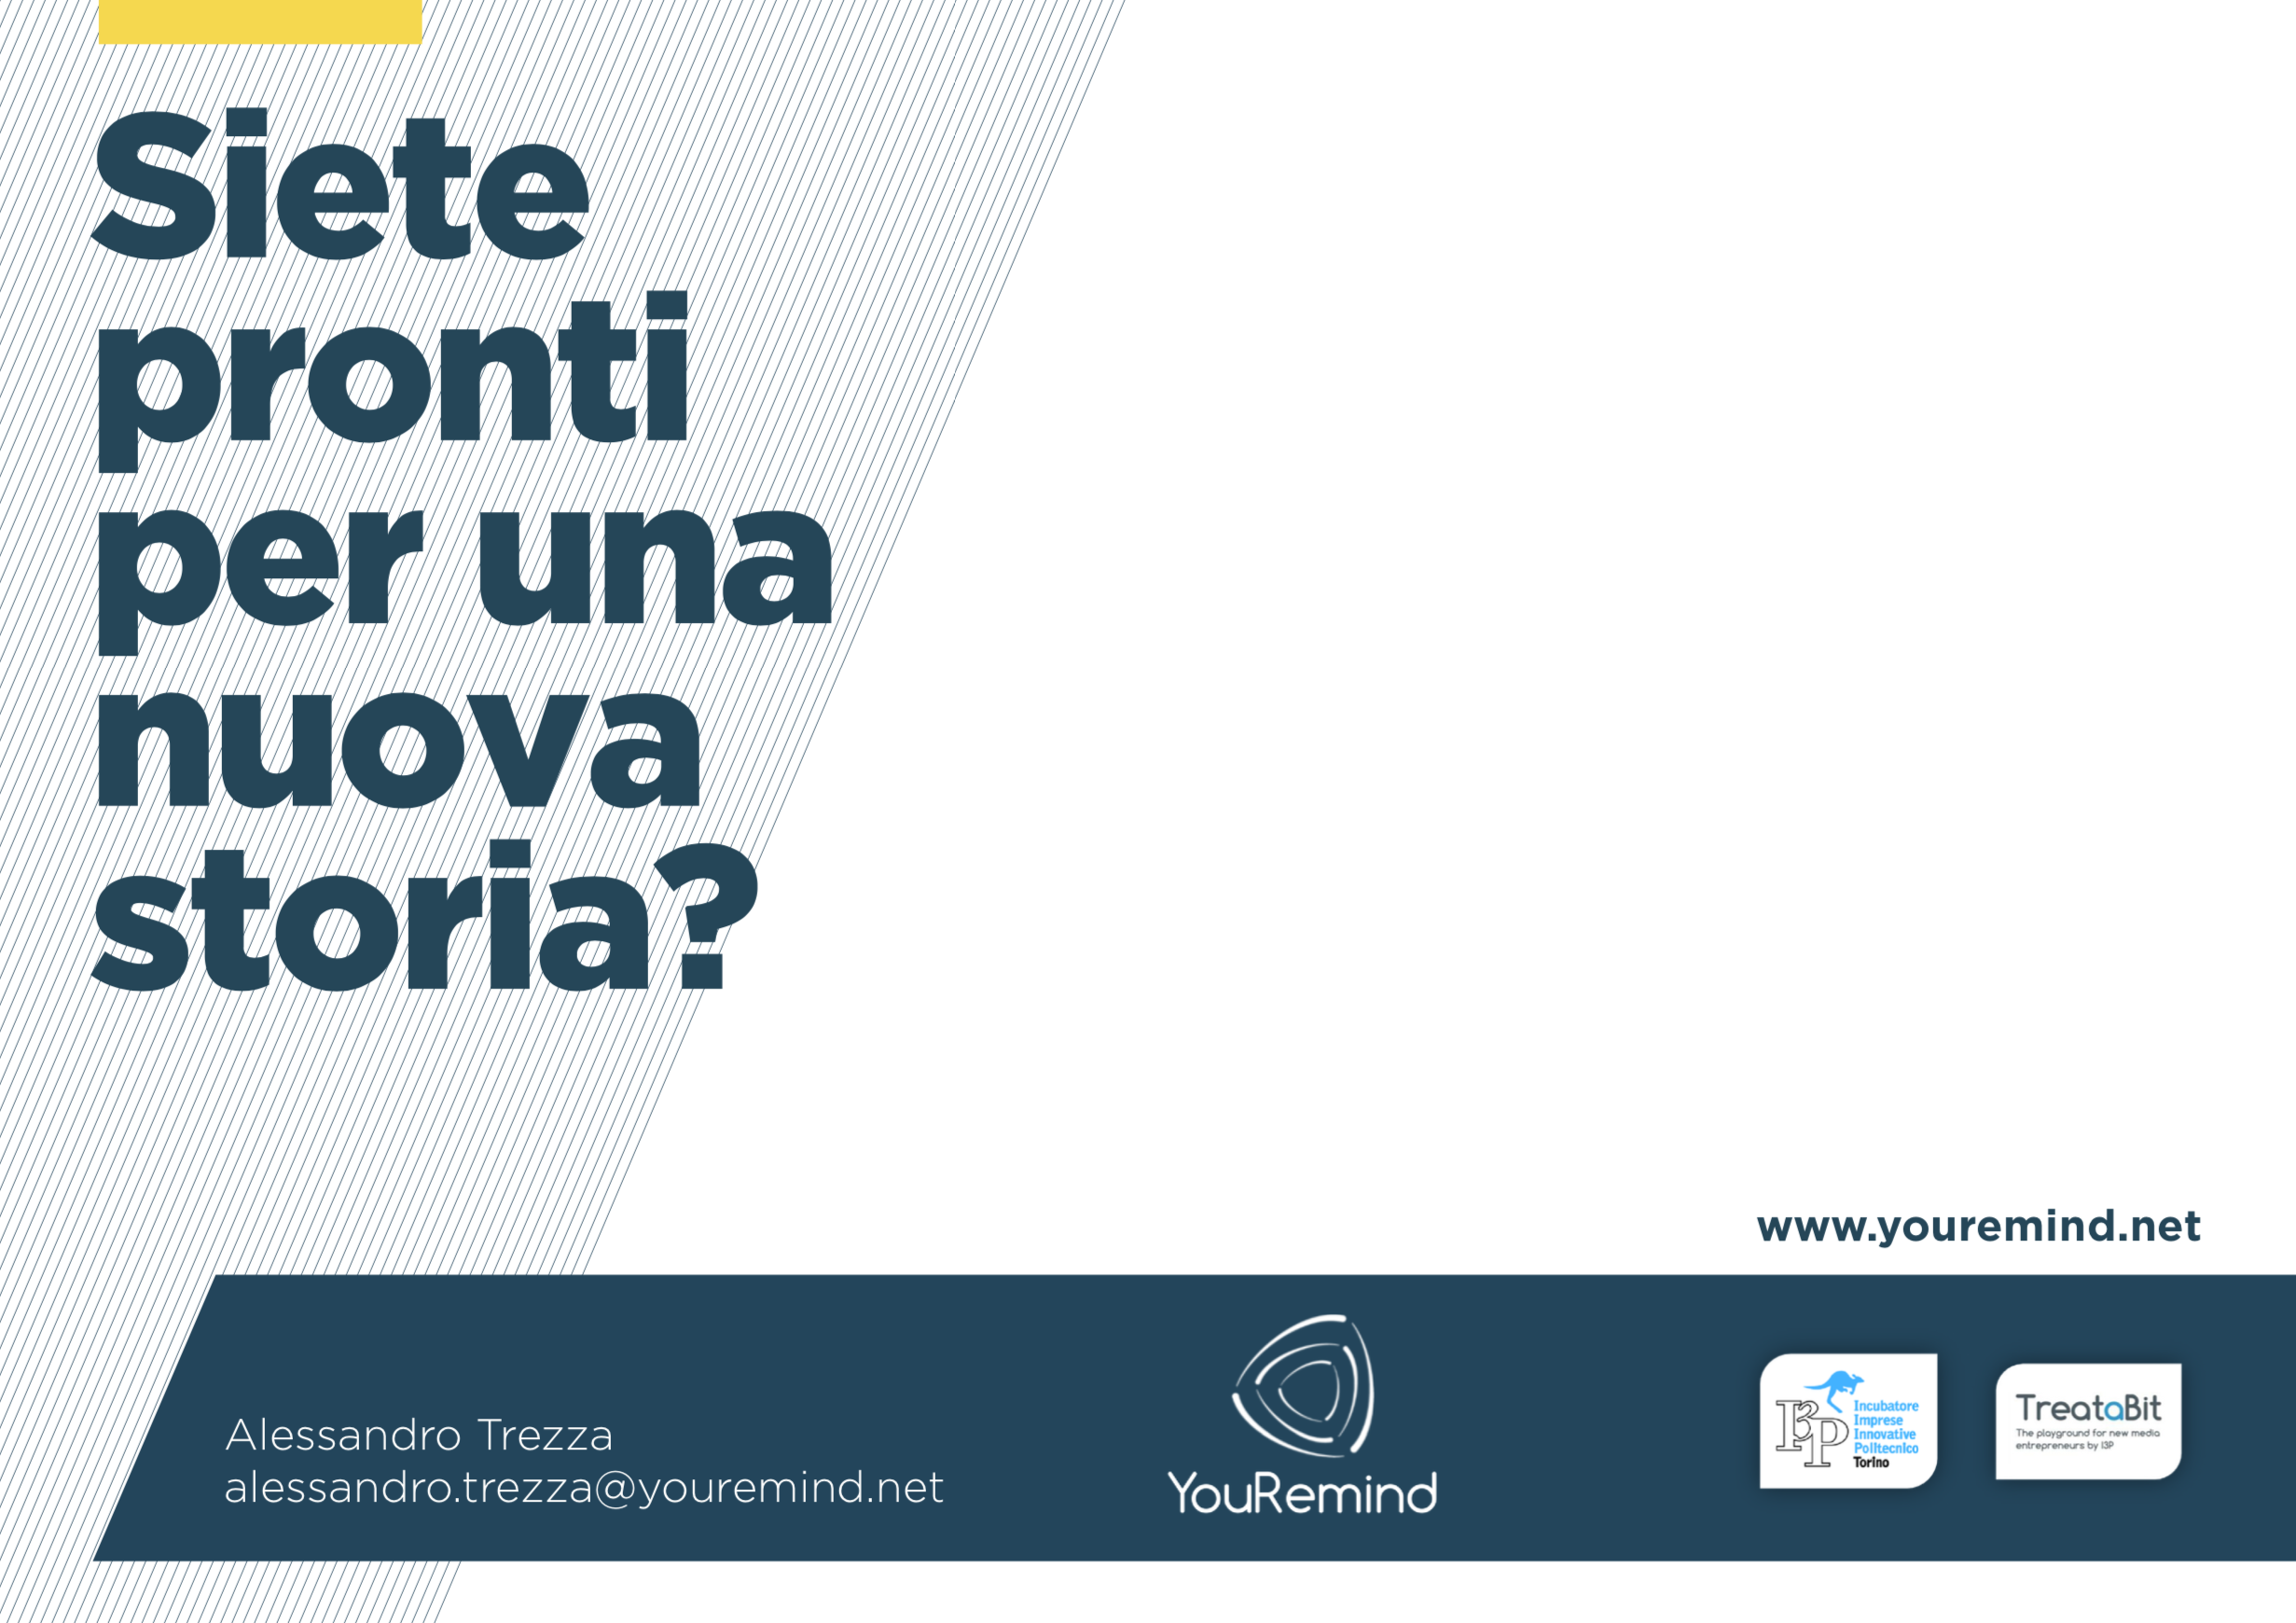 Siete
pronti
per una
nuova
storia?
www.youremind.net
Alessandro Trezza
alessandro.trezza@youremind.net
YouRemind
I3P
Incubatore
Imprese
Innovative
Politecnico
Torino
TreataBit
The playground for new media
entrepreneurs by I3P